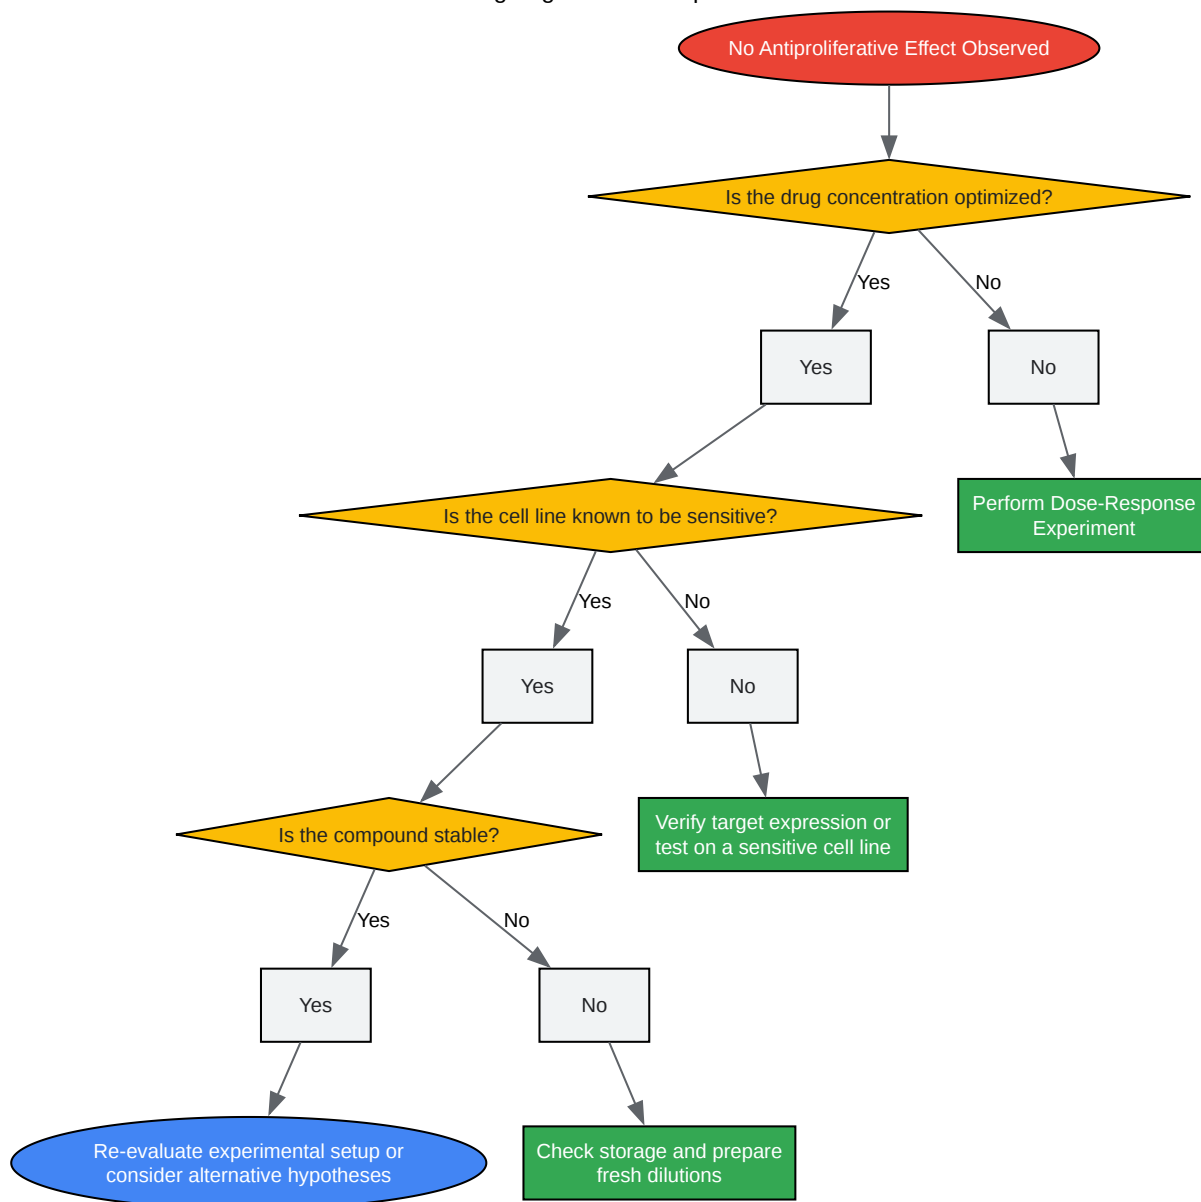 No Antiproliferative Effect Observed
Is the drug concentration optimized?
Yes
No
Yes
No
Is the cell line known to be sensitive?
Perform Dose-Response
Experiment
Yes
No
Yes
No
Is the compound stable?
Verify target expression or
test on a sensitive cell line
Yes
No
Yes
No
Re-evaluate experimental setup or
consider alternative hypotheses
Check storage and prepare
fresh dilutions